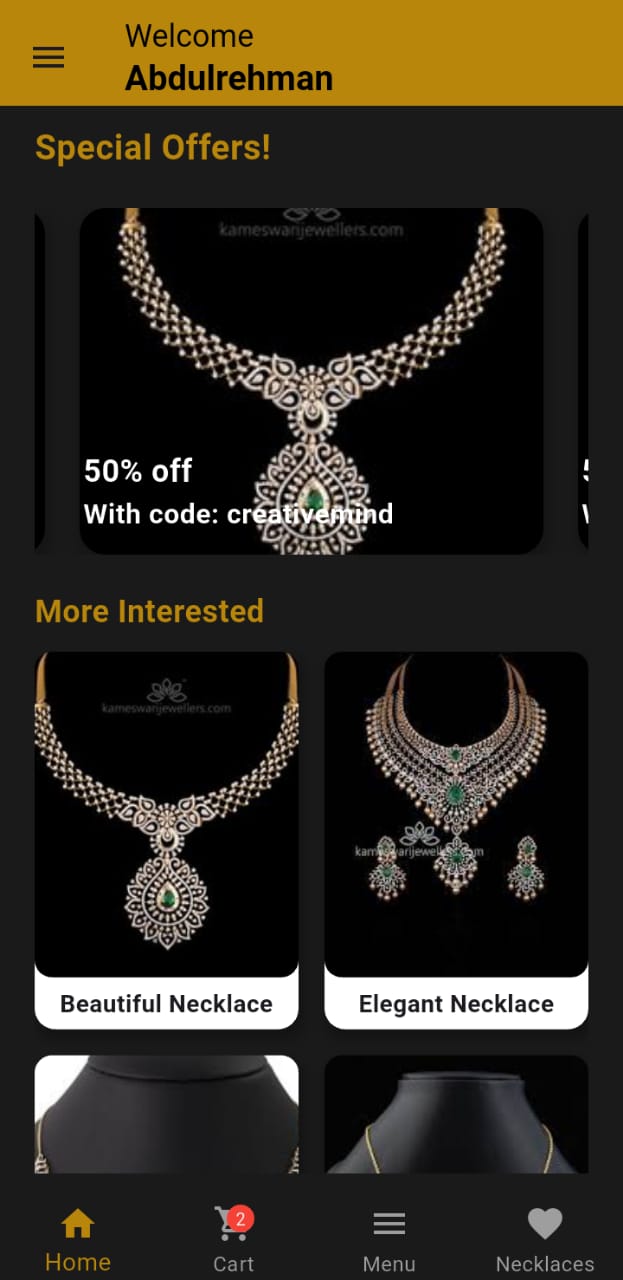 Welcome
Abdulrehman
Special Offers!
kameswarijewellers.com
50% off
With code: creativemind
More Interested
kameswarijewellers.com
kameswarijewellers.com
Beautiful Necklace
Elegant Necklace
2
Home
Cart
Menu
Necklaces